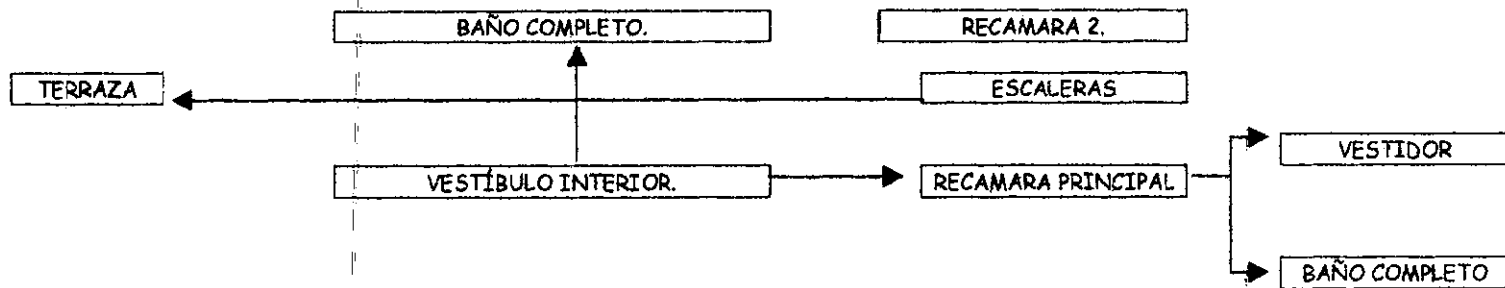 BAÑO COMPLETO.
RECAMARA 2.
TERRAZA
ESCALERAS
VESTIDOR
VESTÍBULO INTERIOR.
RECAMARA PRINCIPAL
BAÑO COMPLETO